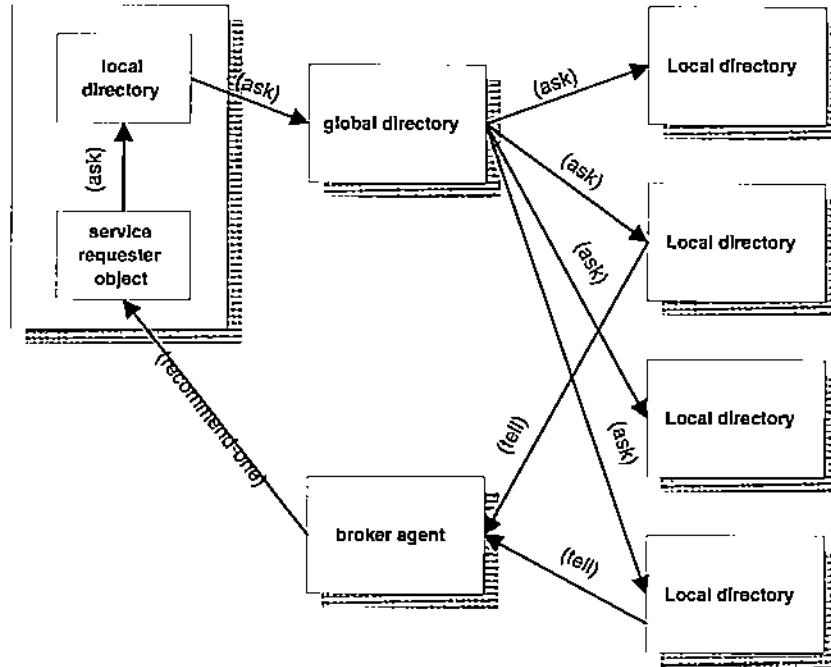 local
directory
(ask)
(ask)
service
requester
object
global directory
(ask)
(ask)
(ask)
(ask)
Local directory
Local directory
Local directory
Local directory
(tell)
(tell)
broker agent
(recommand-one)